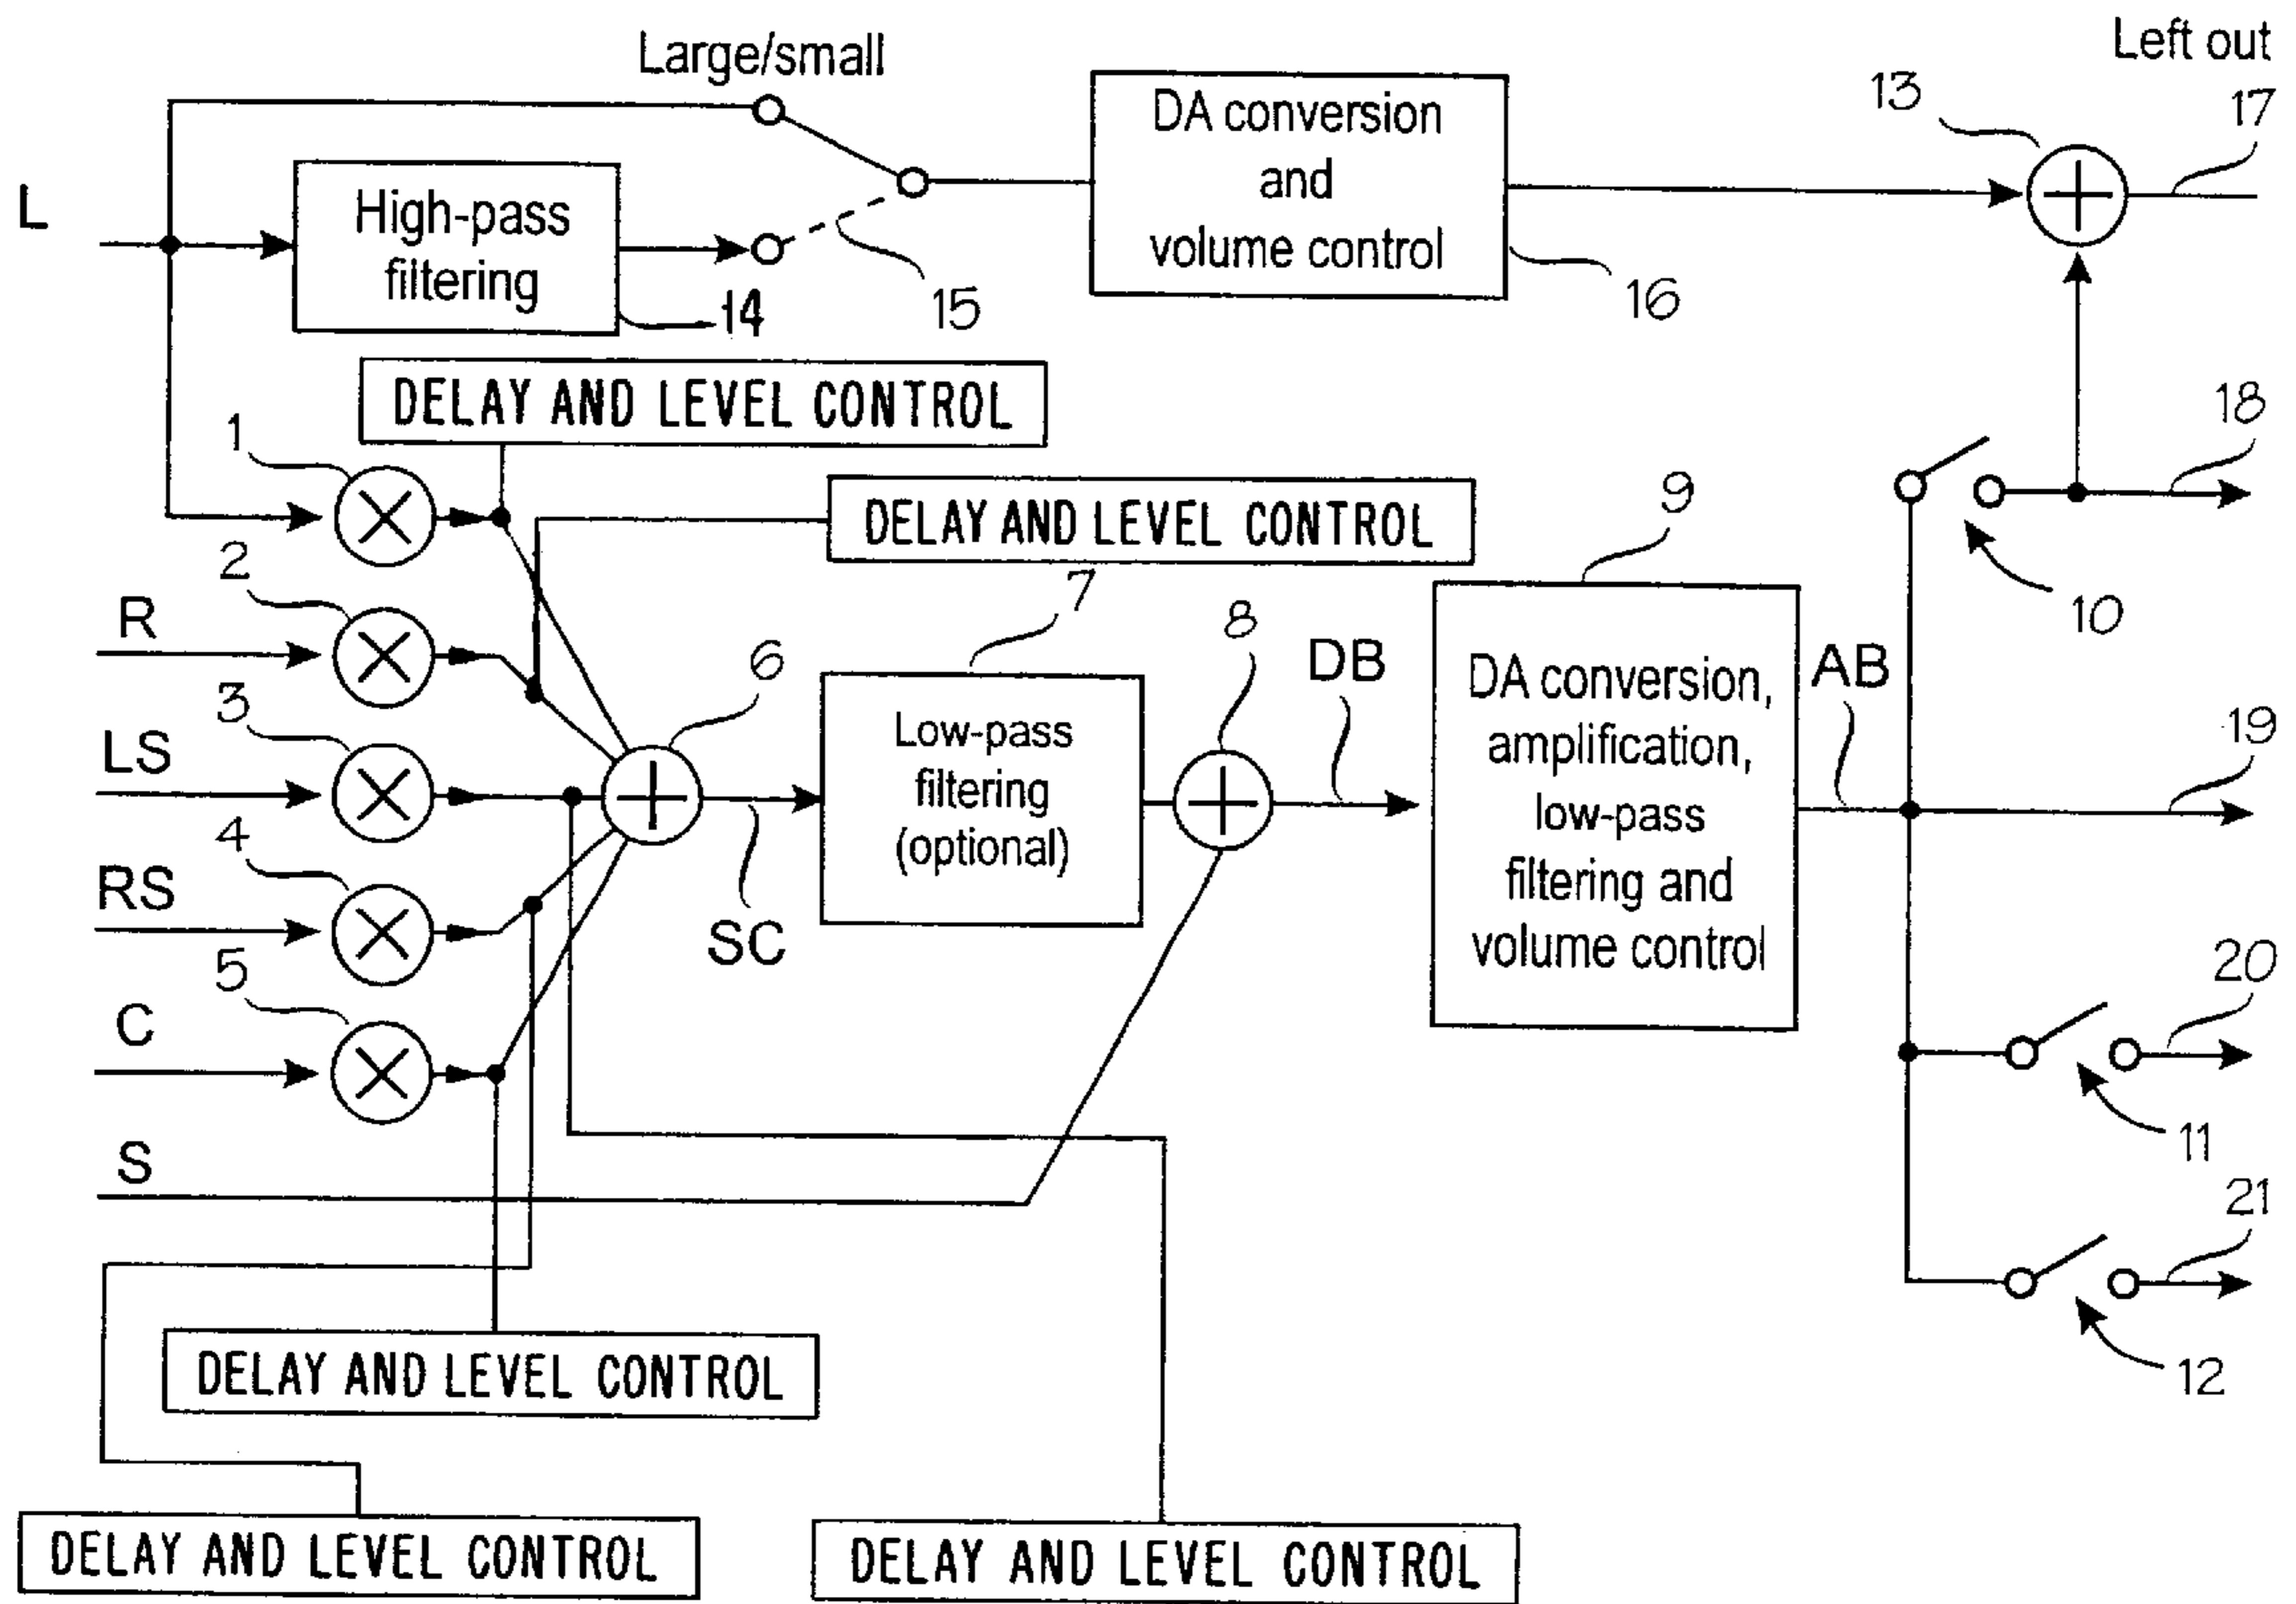 Large/small
Left out
DA conversion
and
volume control
13
17
L
High-pass
filtering
14
15
16
DELAY AND LEVEL CONTROL
18
1
DELAY AND LEVEL CONTROL
9
2
7
10
R
8
6
DB
DA conversion,
amplification,
low-pass
filtering and
volume control
AB
3
Low-pass
filtering
(optional)
19
LS
4
RS
SC
5
20
C
11
S
21
12
DELAY AND LEVEL CONTROL
DELAY AND LEVEL CONTROL
DELAY AND LEVEL CONTROL